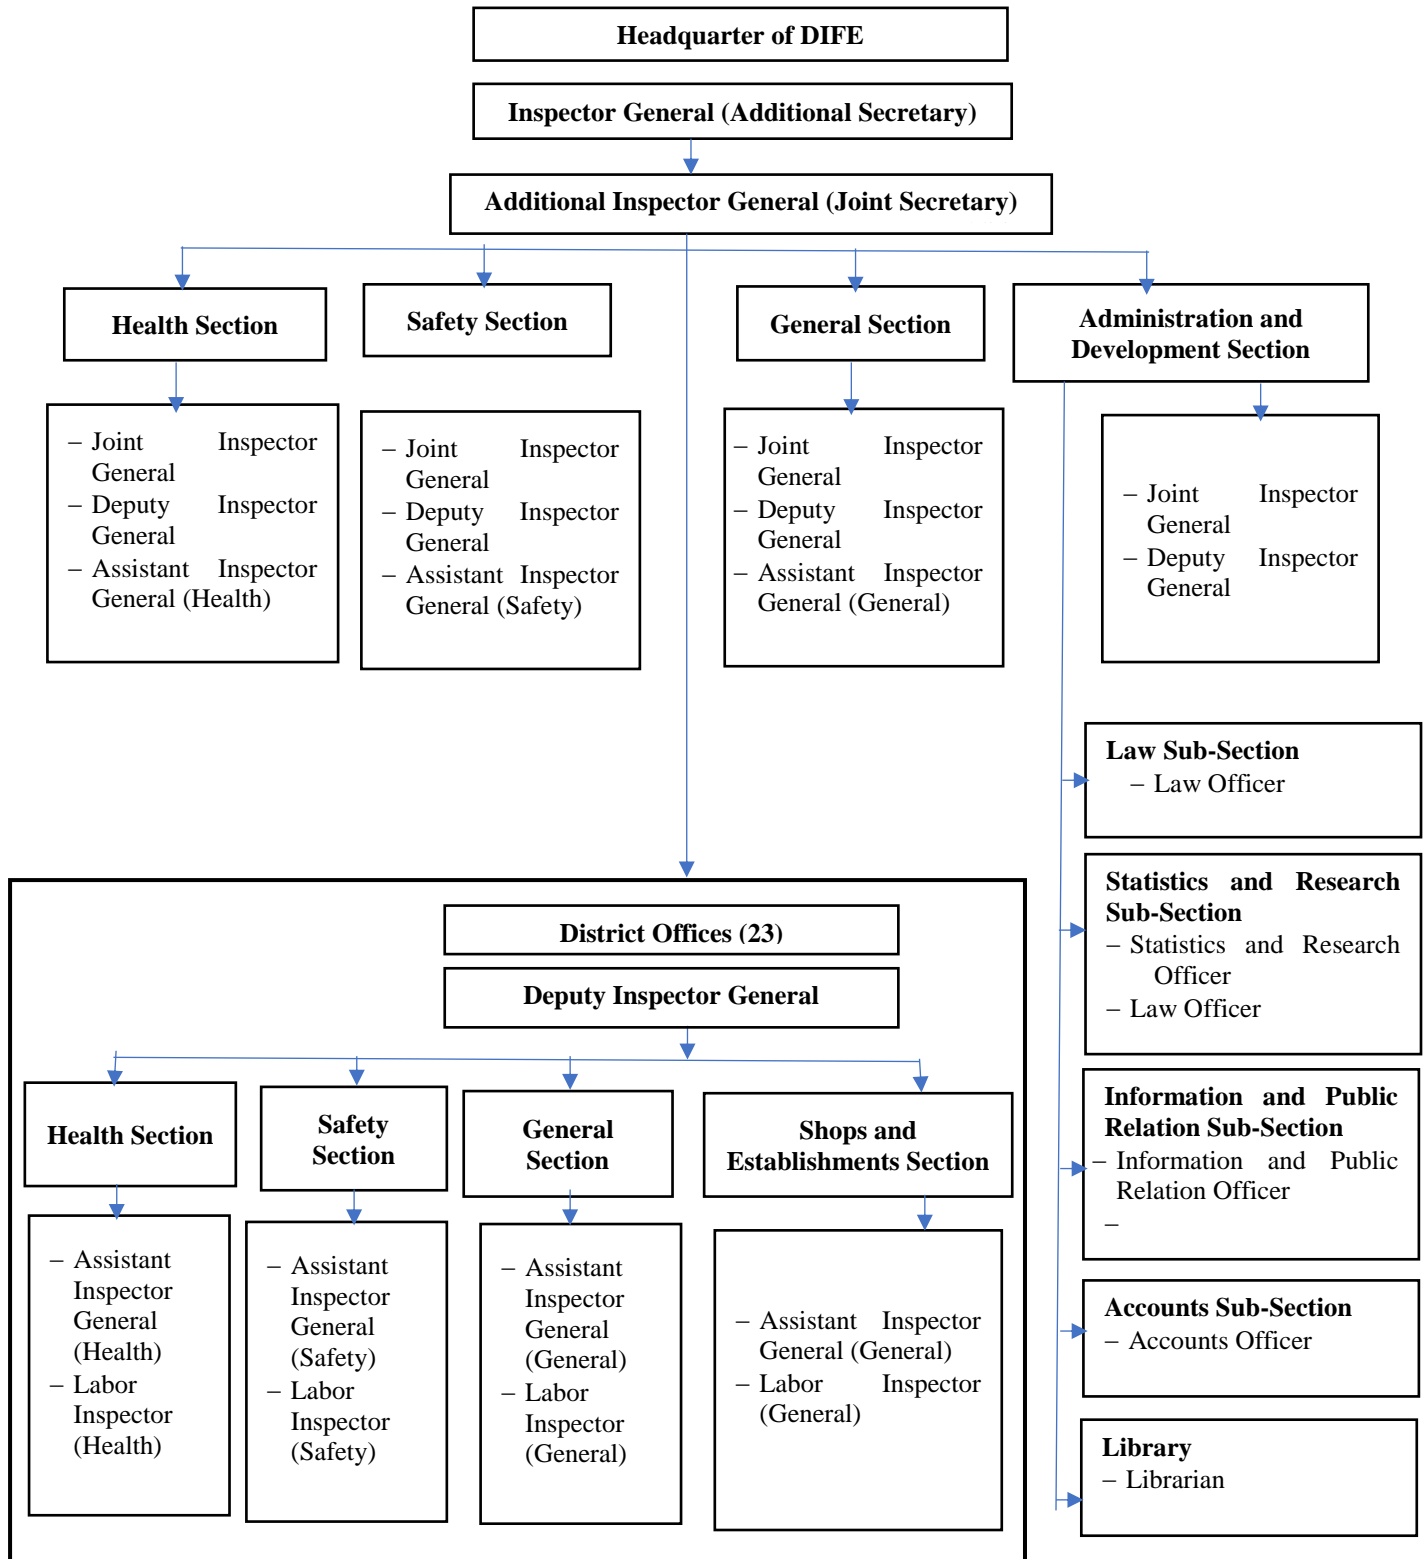 Headquarter of DIFE
Inspector General (Additional Secretary)
Additional Inspector General (Joint Secretary)
Health Section
Safety Section
General Section
Administration and
Development Section
– Joint Inspector
General
– Deputy Inspector
General
– Assistant Inspector
General (Health)
– Joint Inspector
General
– Deputy Inspector
General
– Assistant Inspector
General (Safety)
– Joint Inspector
General
– Deputy Inspector
General
– Assistant Inspector
General (General)
– Joint Inspector
General
– Deputy Inspector
General
Law Sub-Section
– Law Officer
Statistics and Research
Sub-Section
– Statistics and Research
Officer
– Law Officer
Information and Public
Relation Sub-Section
– Information and Public
Relation Officer
–
Accounts Sub-Section
– Accounts Officer
Library
– Librarian
District Offices (23)
Deputy Inspector General
Health Section
Safety
Section
General
Section
Shops and
Establishments Section
– Assistant
Inspector
General
(Health)
– Labor
Inspector
(Health)
– Assistant
Inspector
General
(Safety)
– Labor
Inspector
(Safety)
– Assistant
Inspector
General
(General)
– Labor
Inspector
(General)
– Assistant Inspector
General (General)
– Labor Inspector
(General)